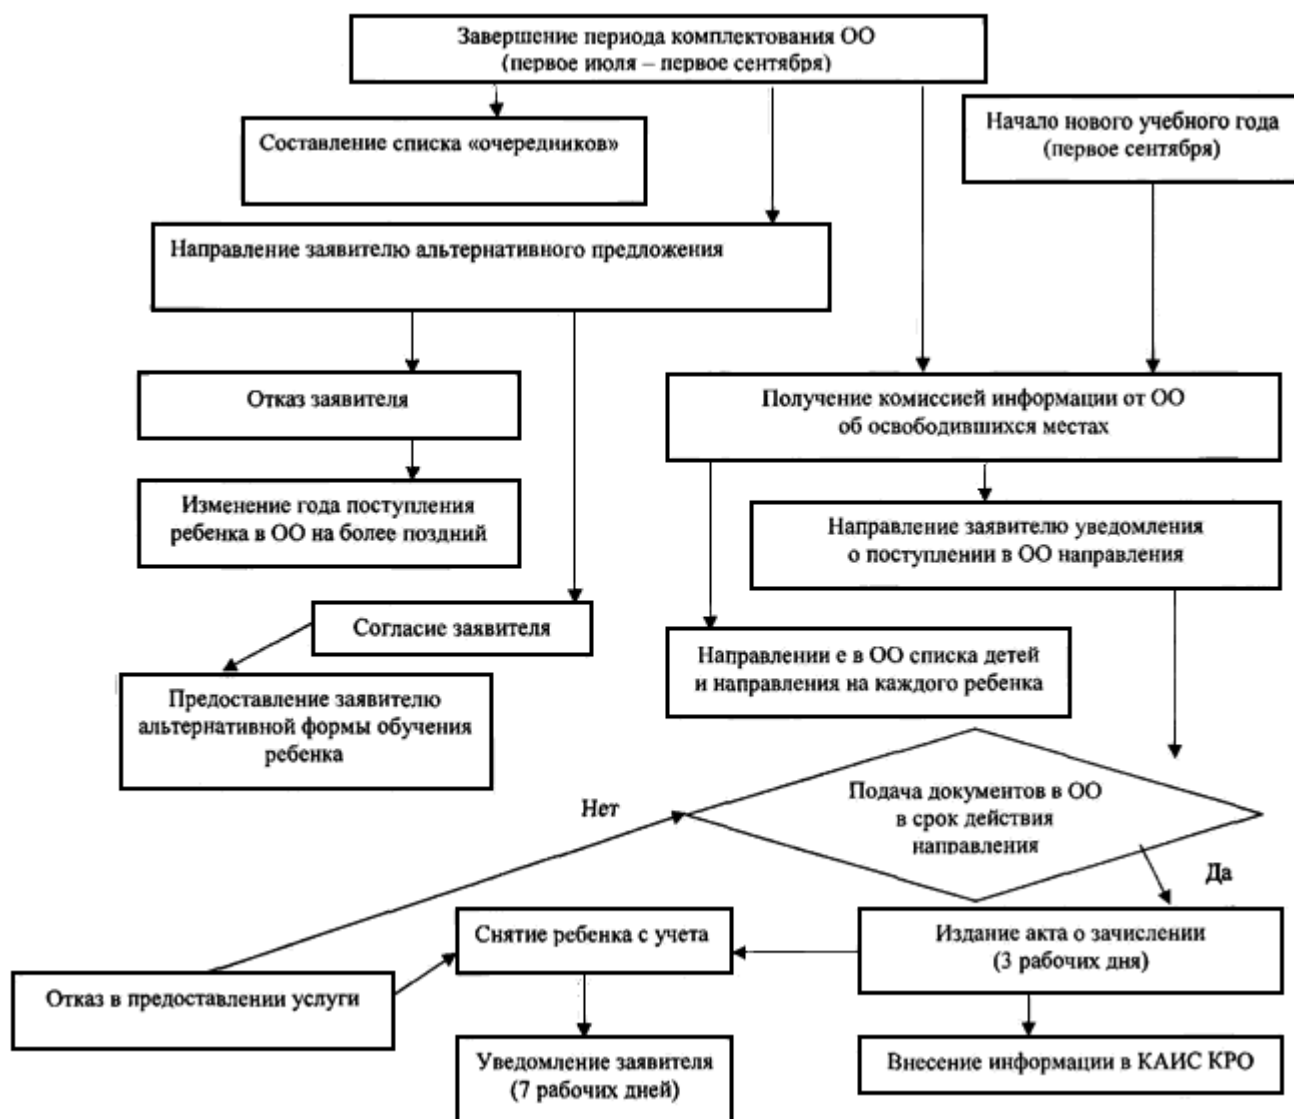 Завершение периода комплектования ОО
(первое июля – первое сентября)
Начало нового учебного года
(первое сентября)
Составление списка «очередников»
Направление заявителю альтернативного предложения
Отказ заявителя
Получение комиссией информации от ОО
об освободившихся местах
Изменение года поступления
ребенка в ОО на более поздний
Направление заявителю уведомления
о поступлении в ОО направления
Согласие заявителя
Направлении е в ОО списка детей
и направления на каждого ребенка
Предоставление заявителю
альтернативной формы обучения
ребенка
Нет
Подача документов в ОО
в срок действия
направления
Да
Снятие ребенка с учета
Издание акта о зачислении
(3 рабочих дня)
Отказ в предоставлении услуги
Уведомление заявителя
(7 рабочих дней)
Внесение информации в КАИС КРО